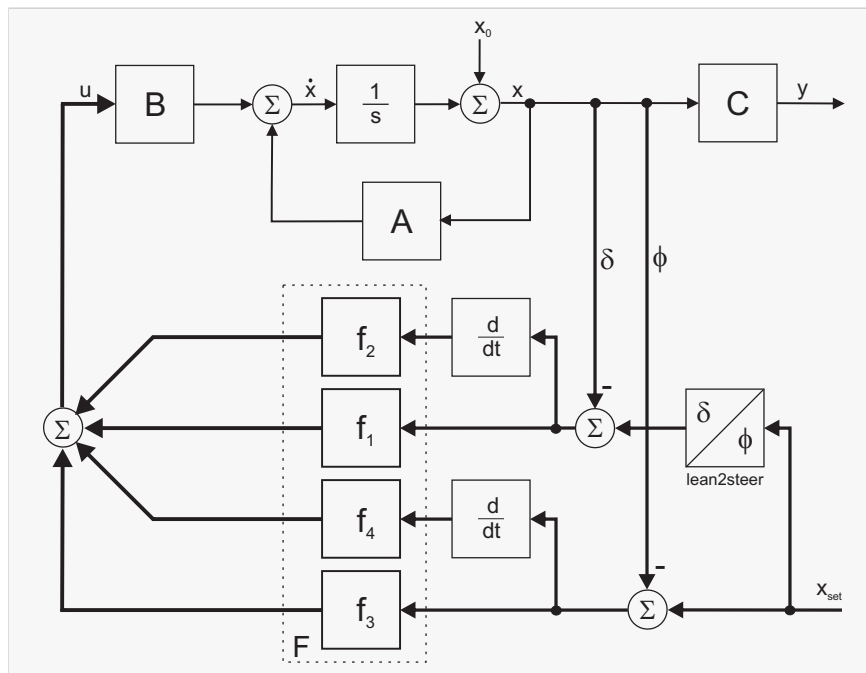 x₀
u
B
Σ
ẋ
1
s
Σ
x
C
y
A
δ
ϕ
f₂
d
dt
-
Σ
f₁
Σ
δ
ϕ
lean2steer
f₄
d
dt
-
x_set
f₃
Σ
F